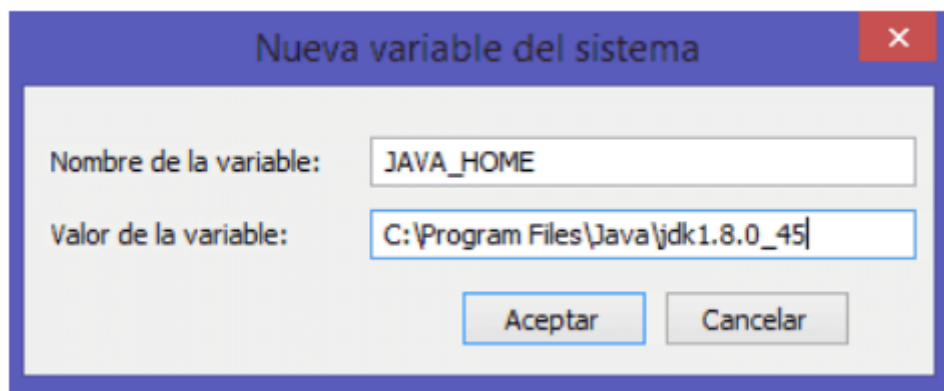 Nueva variable del sistema
Nombre de la variable: JAVA_HOME
Valor de la variable: C:\Program Files\Java\jdk1.8.0_45
Aceptar Cancelar